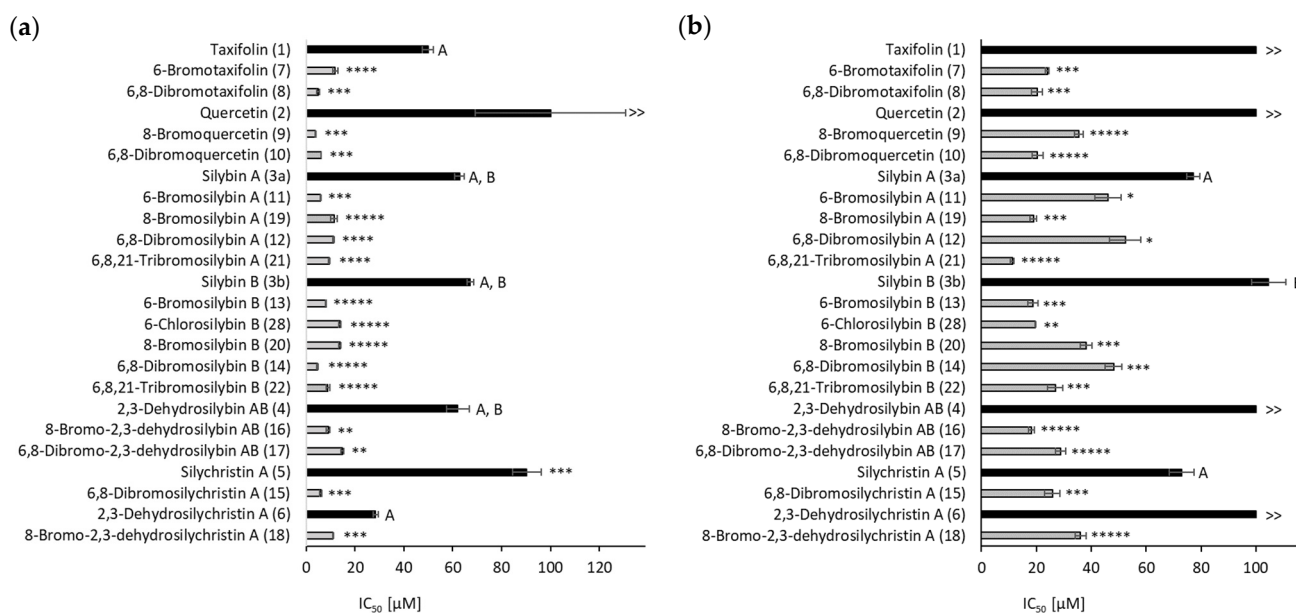 (a)
Taxifolin (1) A
6-Bromotaxifolin (7) ****
6,8-Dibromotaxifolin (8) ***
Quercetin (2) >>
8-Bromoquercetin (9) ***
6,8-Dibromoquercetin (10) ***
Silybin A (3a) A, B
6-Bromosilybin A (11) ***
8-Bromosilybin A (19) *****
6,8-Dibromosilybin A (12) ****
6,8,21-Tribromosilybin A (21) ****
Silybin B (3b) A, B
6-Bromosilybin B (13) *****
6-Chlorosilybin B (28) *****
8-Bromosilybin B (20) *****
6,8-Dibromosilybin B (14) *****
6,8,21-Tribromosilybin B (22) *****
2,3-Dehydrosilybin AB (4) A, B
8-Bromo-2,3-dehydrosilybin AB (16) **
6,8-Dibromo-2,3-dehydrosilybin AB (17) **
Silychristin A (5) ***
6,8-Dibromosilychristin A (15) ***
2,3-Dehydrosilychristin A (6) A
8-Bromo-2,3-dehydrosilychristin A (18) ***
0 20 40 60 80 100 120
IC50 [µM]
(b)
Taxifolin (1) >>
6-Bromotaxifolin (7) ***
6,8-Dibromotaxifolin (8) ***
Quercetin (2) >>
8-Bromoquercetin (9) *****
6,8-Dibromoquercetin (10) *****
Silybin A (3a) A
6-Bromosilybin A (11) *
8-Bromosilybin A (19) ***
6,8-Dibromosilybin A (12) *
6,8,21-Tribromosilybin A (21) *****
Silybin B (3b)
6-Bromosilybin B (13) ***
6-Chlorosilybin B (28) **
8-Bromosilybin B (20) ***
6,8-Dibromosilybin B (14) ***
6,8,21-Tribromosilybin B (22) ***
2,3-Dehydrosilybin AB (4) >>
8-Bromo-2,3-dehydrosilybin AB (16) *****
6,8-Dibromo-2,3-dehydrosilybin AB (17) *****
Silychristin A (5) A
6,8-Dibromosilychristin A (15) ***
2,3-Dehydrosilychristin A (6) >>
8-Bromo-2,3-dehydrosilychristin A (18) *****
0 20 40 60 80 100
IC50 [µM]